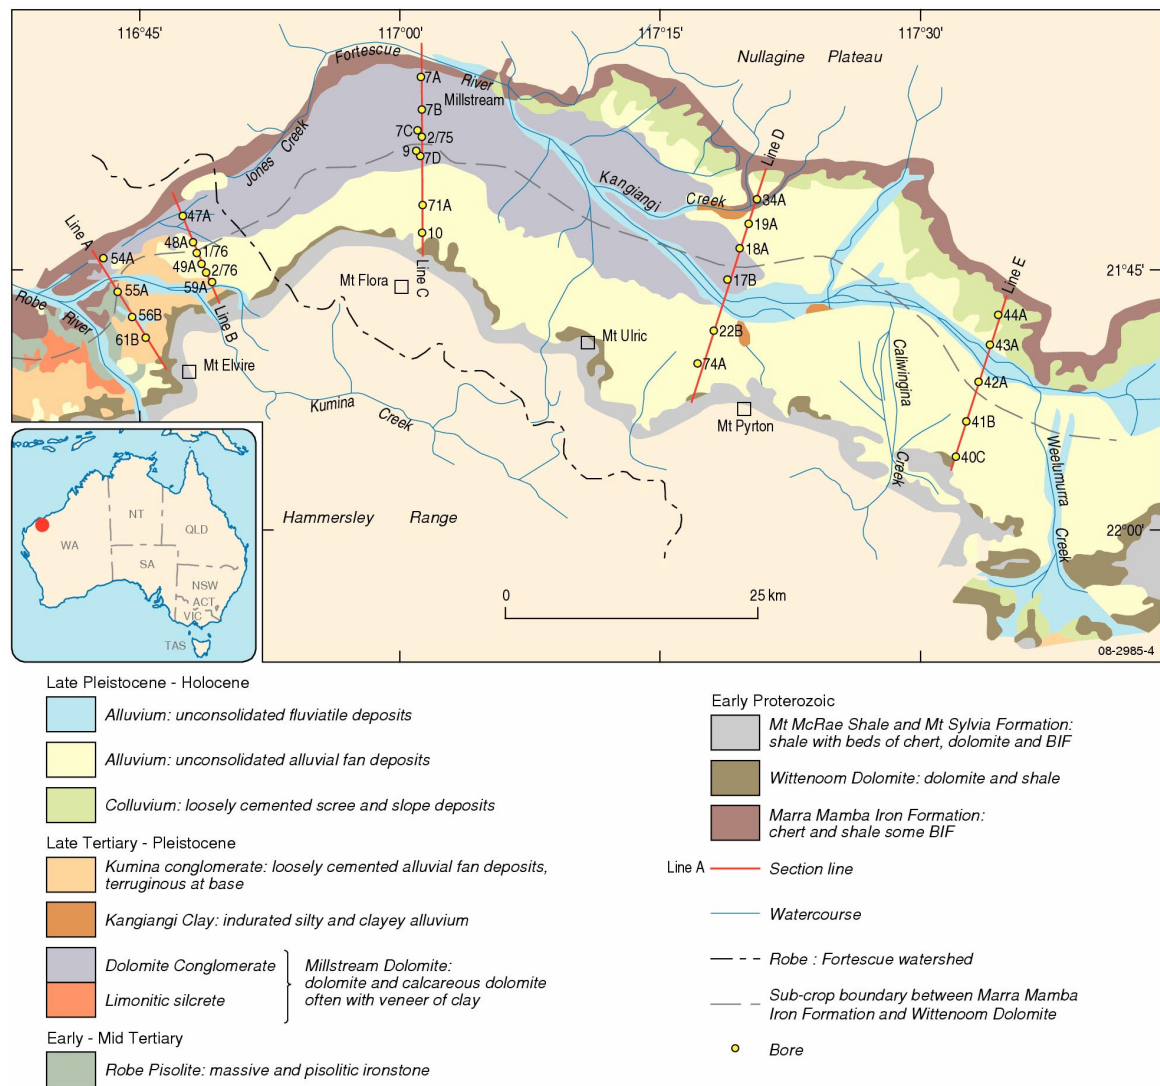 116°45'
117°00'
117°15'
117°30'
Fortescue
River
Nullagine Plateau
7A
Millstream
7B
7C
2/75
9
7D
Jones Creek
Line D
Kangiangi
Creek
34A
71A
47A
19A
10
Line A
48A
1/76
18A
54A
49A
2/76
21°45'
Line C
59A
17B
Mt Flora
Line E
55A
Robe
River
56B
Line B
44A
61B
22B
Mt Ulric
43A
74A
Mt Elvire
Caliwingina
Creek
42A
Kumina
Creek
Mt Pyrton
41B
Weelumurra
Creek
40C
Hammersley Range
22°00'
NT
QLD
WA
SA
NSW
ACT
VIC
TAS
0
25 km
08-2985-4
Late Pleistocene - Holocene
Alluvium: unconsolidated fluviatile deposits
Alluvium: unconsolidated alluvial fan deposits
Colluvium: loosely cemented scree and slope deposits
Late Tertiary - Pleistocene
Kumina conglomerate: loosely cemented alluvial fan deposits,
terruginous at base
Kangiangi Clay: indurated silty and clayey alluvium
Dolomite Conglomerate
Limonitic silcrete
Millstream Dolomite:
dolomite and calcareous dolomite
often with veneer of clay
Early - Mid Tertiary
Robe Pisolite: massive and pisolitic ironstone
Early Proterozoic
Mt McRae Shale and Mt Sylvia Formation:
shale with beds of chert, dolomite and BIF
Wittenoom Dolomite: dolomite and shale
Marra Mamba Iron Formation:
chert and shale some BIF
Line A
Section line
Watercourse
Robe : Fortescue watershed
Sub-crop boundary between Marra Mamba
Iron Formation and Wittenoom Dolomite
Bore